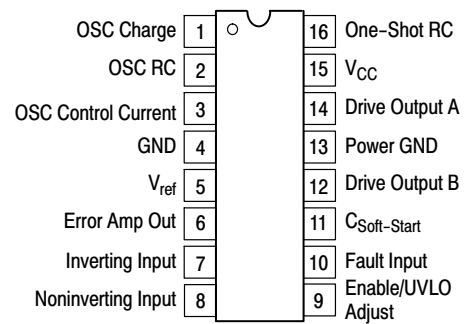 OSC Charge 1 16 One-Shot RC
OSC RC 2 15 VCC
OSC Control Current 3 14 Drive Output A
GND 4 13 Power GND
Vref 5 12 Drive Output B
Error Amp Out 6 11 CSoft-Start
Inverting Input 7 10 Fault Input
Noninverting Input 8 9 Enable/UVLO
Adjust